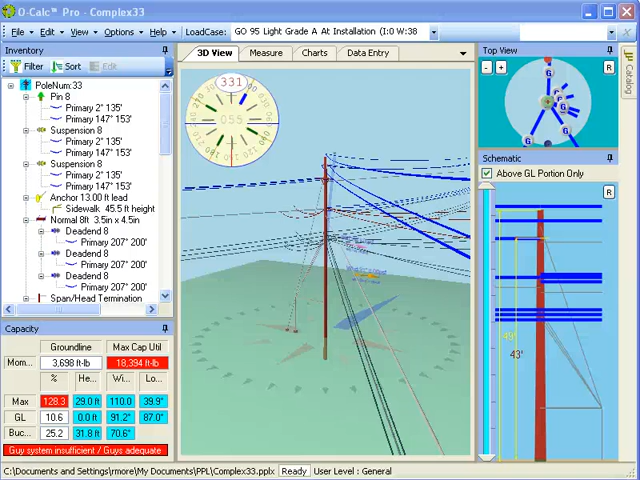 O-Calc™ Pro - Complex33
File Edit View Options Help LoadCase: GO 95 Light Grade A At Installation (I:0 W:38
Inventory
Filter Sort Edit
PoleNum:33
Pin 8
Primary 2° 135'
Primary 147° 153'
Suspension 8
Primary 2° 135'
Primary 147° 153'
Suspension 8
Primary 2° 135'
Primary 147° 153'
Anchor 13.00 ft lead
Sidewalk. 45.5 ft height
Normal 8ft 3.5in x 4.5in
Deadend 8
Primary 207° 200'
Deadend 8
Primary 207° 200'
Deadend 8
Primary 207° 200'
Span/Head Termination
Capacity
Groundline Max Cap Util
Mom... 3,698 ft-lb 18,394 ft-lb
% He... Wi... Lo...
Max 128.3 29.0 ft 110.0 39.9°
GL 10.6 0.0 ft 91.2° 87.0°
Buc... 25.2 31.8 ft 70.6°
Guy system insufficient / Guys adequate
3D View Measure Charts Data Entry
331
055
Top View
- + R
G
G
G
G
Catalog
Schematic
Above GL Portion Only
R
49'
43'
C:\Documents and Settings\rmore\My Documents\PPL\Complex33.pplx Ready User Level : General